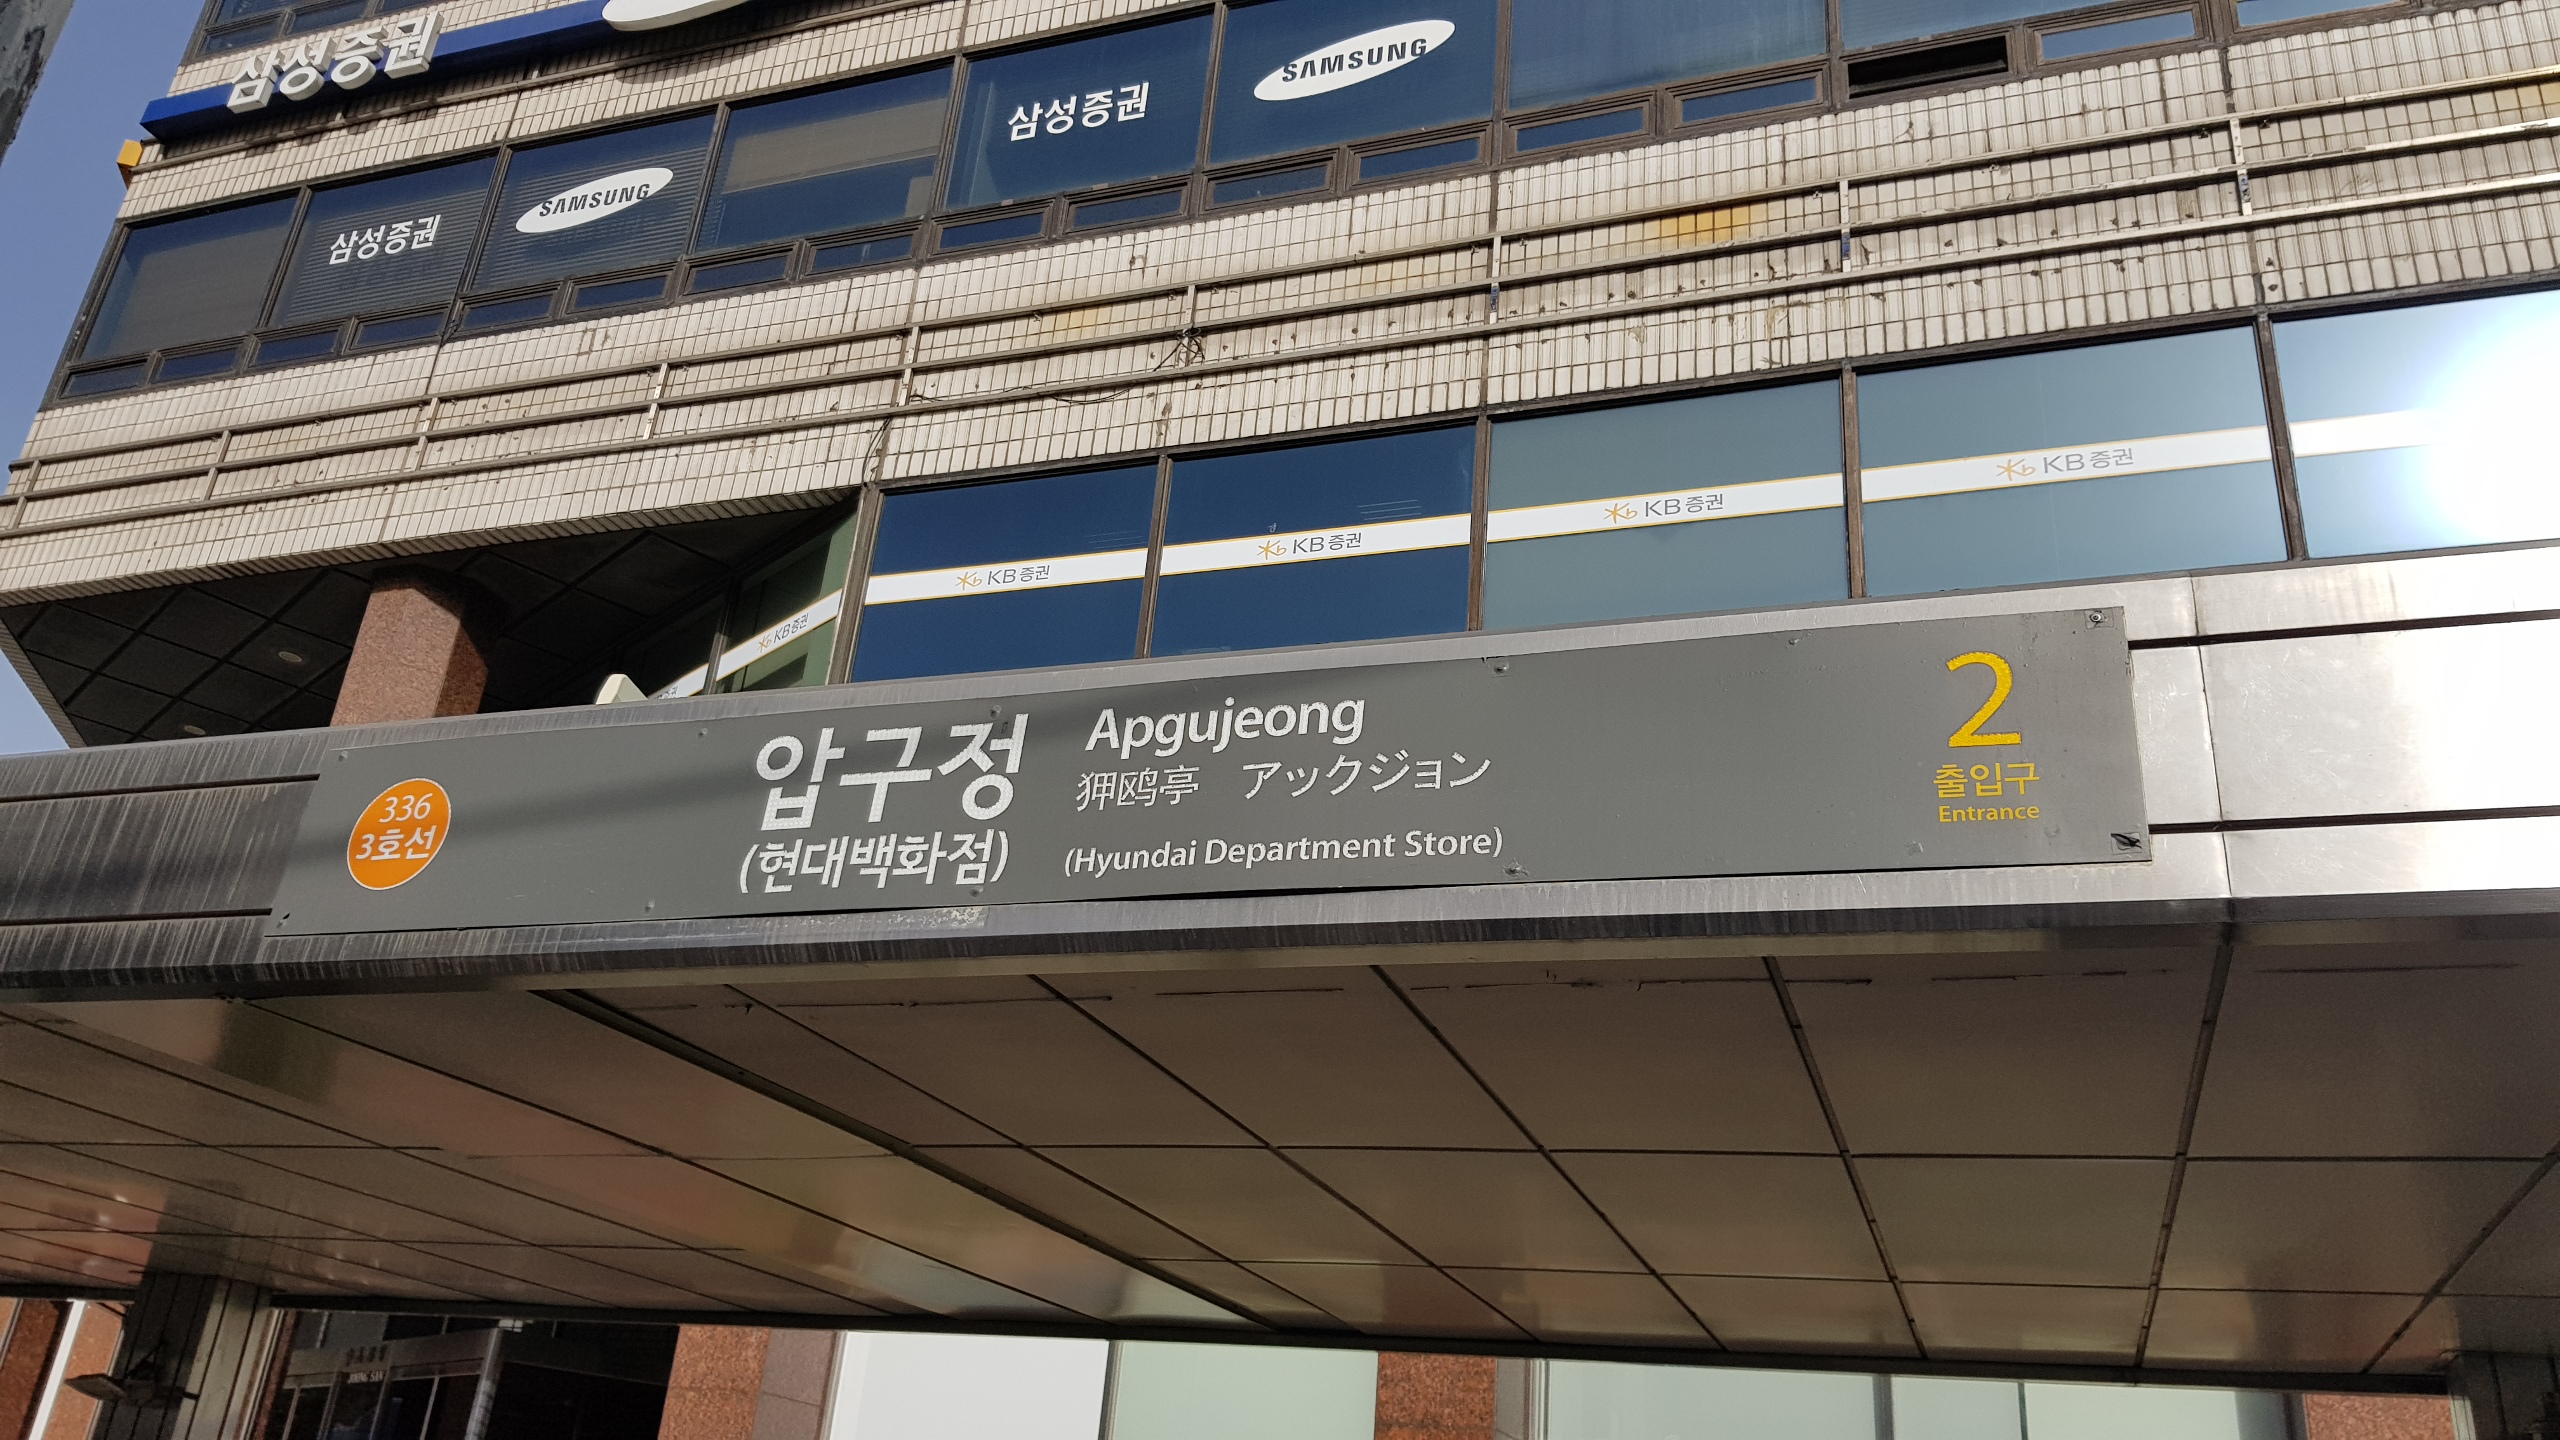 삼성증권
삼성증권
SAMSUNG
삼성증권
SAMSUNG
KB증권
KB증권
KB증권
KB증권
KB증권
336
3호선
압구정
(현대백화점)
Apgujeong
狎鸥亭 アックジョン
(Hyundai Department Store)
2
출입구
Entrance